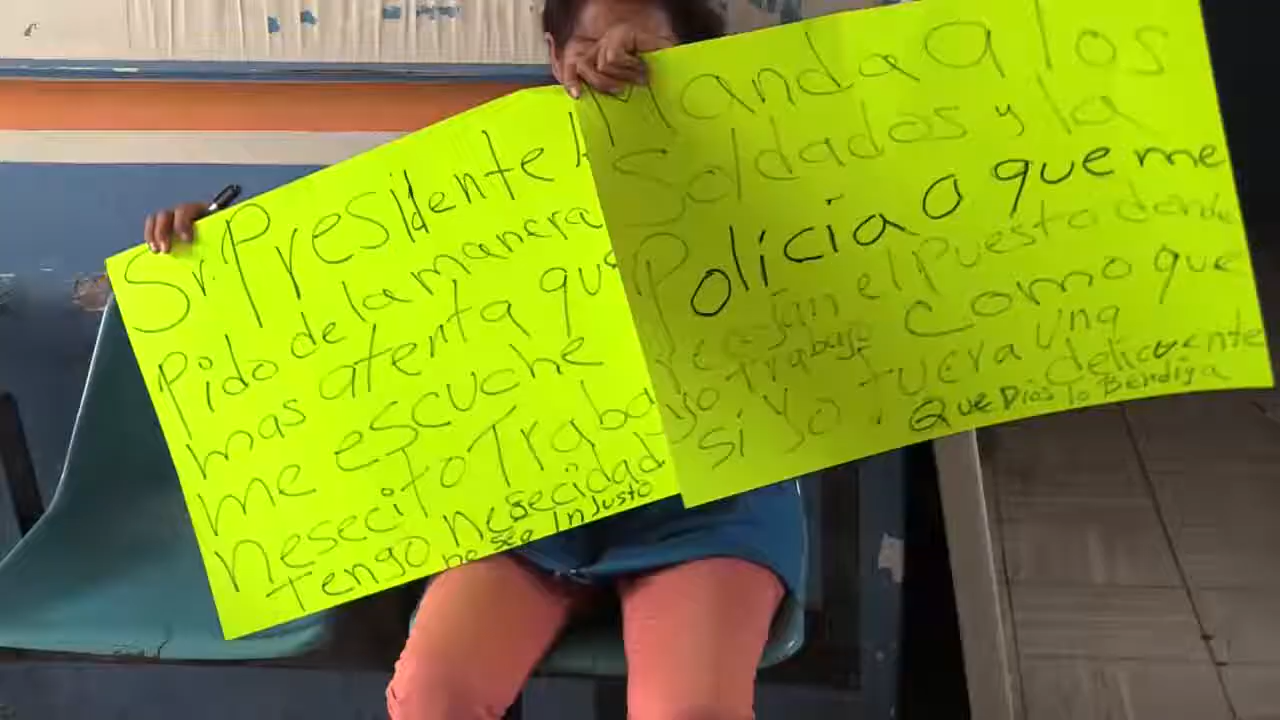 Sr. Presidente
Pido de la manera
mas atenta que
me escuche
nesecito Traba
Tengo nesecidad
no sea Injusto
Manda a los
Soldados y la
Policia a que me
el Puesto donde
yo Trabajo como que
si yo fuera una
delicuente
Que Dios lo Bendiga